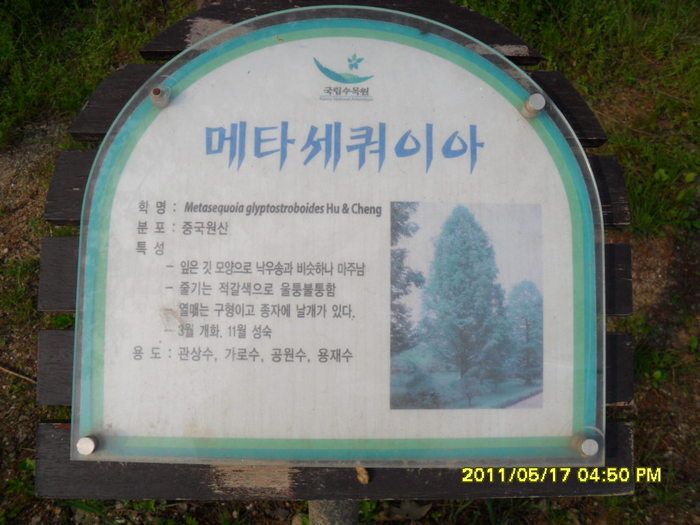 국립수목원
Korea National Arboretum
메타세쿼이아
학 명 : Metasequoia glyptostroboides Hu & Cheng
분 포 : 중국원산
특 성
- 잎은 깃 모양으로 낙우송과 비슷하나 마주남
- 줄기는 적갈색으로 울퉁불퉁함
- 열매는 구형이고 종자에 날개가 있다.
- 3월 개화. 11월 성숙
용 도 : 관상수, 가로수, 공원수, 용재수
2011/05/17 04:50 PM